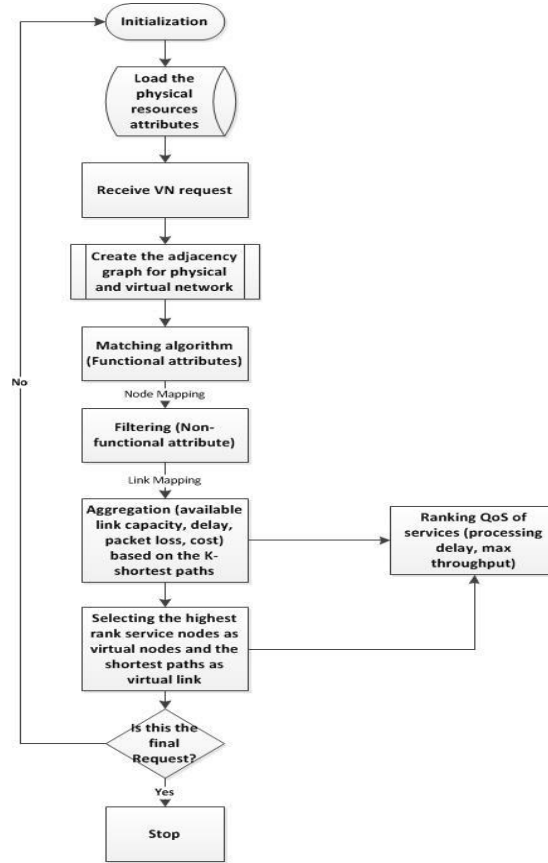 Initialization
Load the
physical
resources
attributes
Receive VN request
Create the adjacency
graph for physical
and virtual network
Matching algorithm
(Functional attributes)
No
Node Mapping
Filtering (Non-
functional attribute)
Link Mapping
Aggregation (available
link capacity, delay,
packet loss, cost)
based on the K-
shortest paths
Ranking QoS of
services (processing
delay, max
throughput)
Selecting the highest
rank service nodes as
virtual nodes and the
shortest paths as
virtual link
Is this the
final
Request?
Yes
Stop